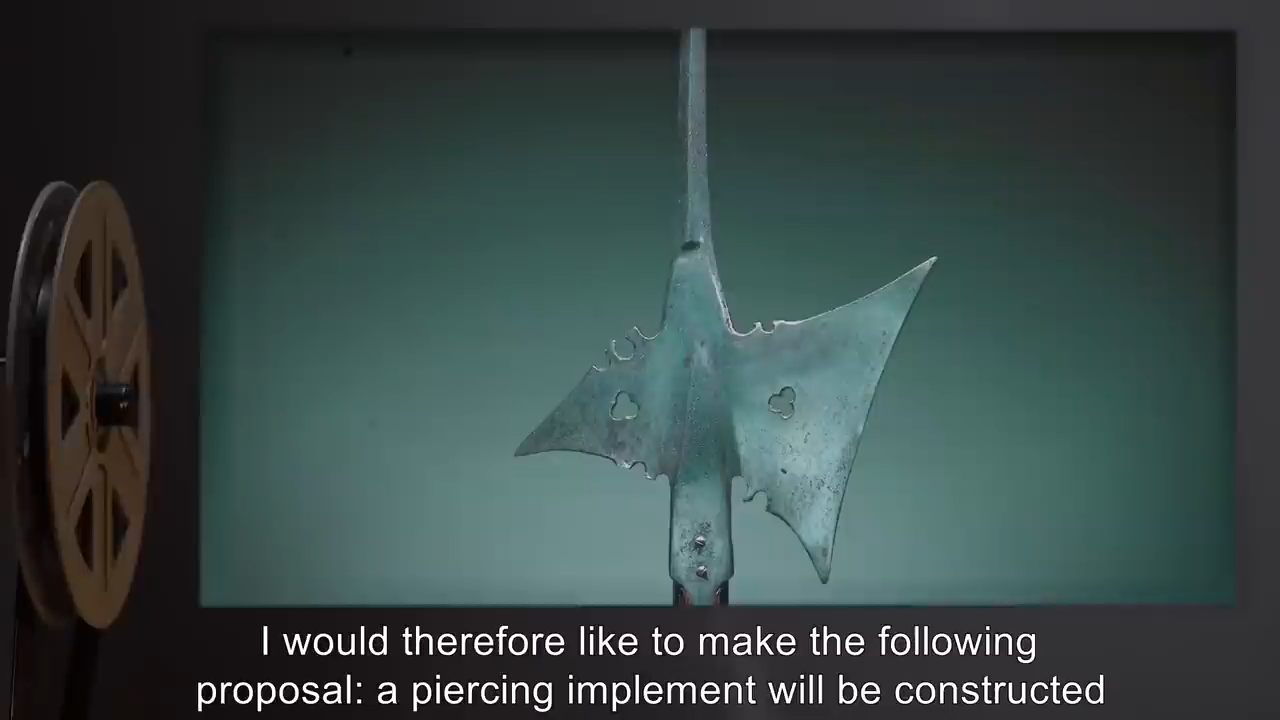 I would therefore like to make the following
proposal: a piercing implement will be constructed